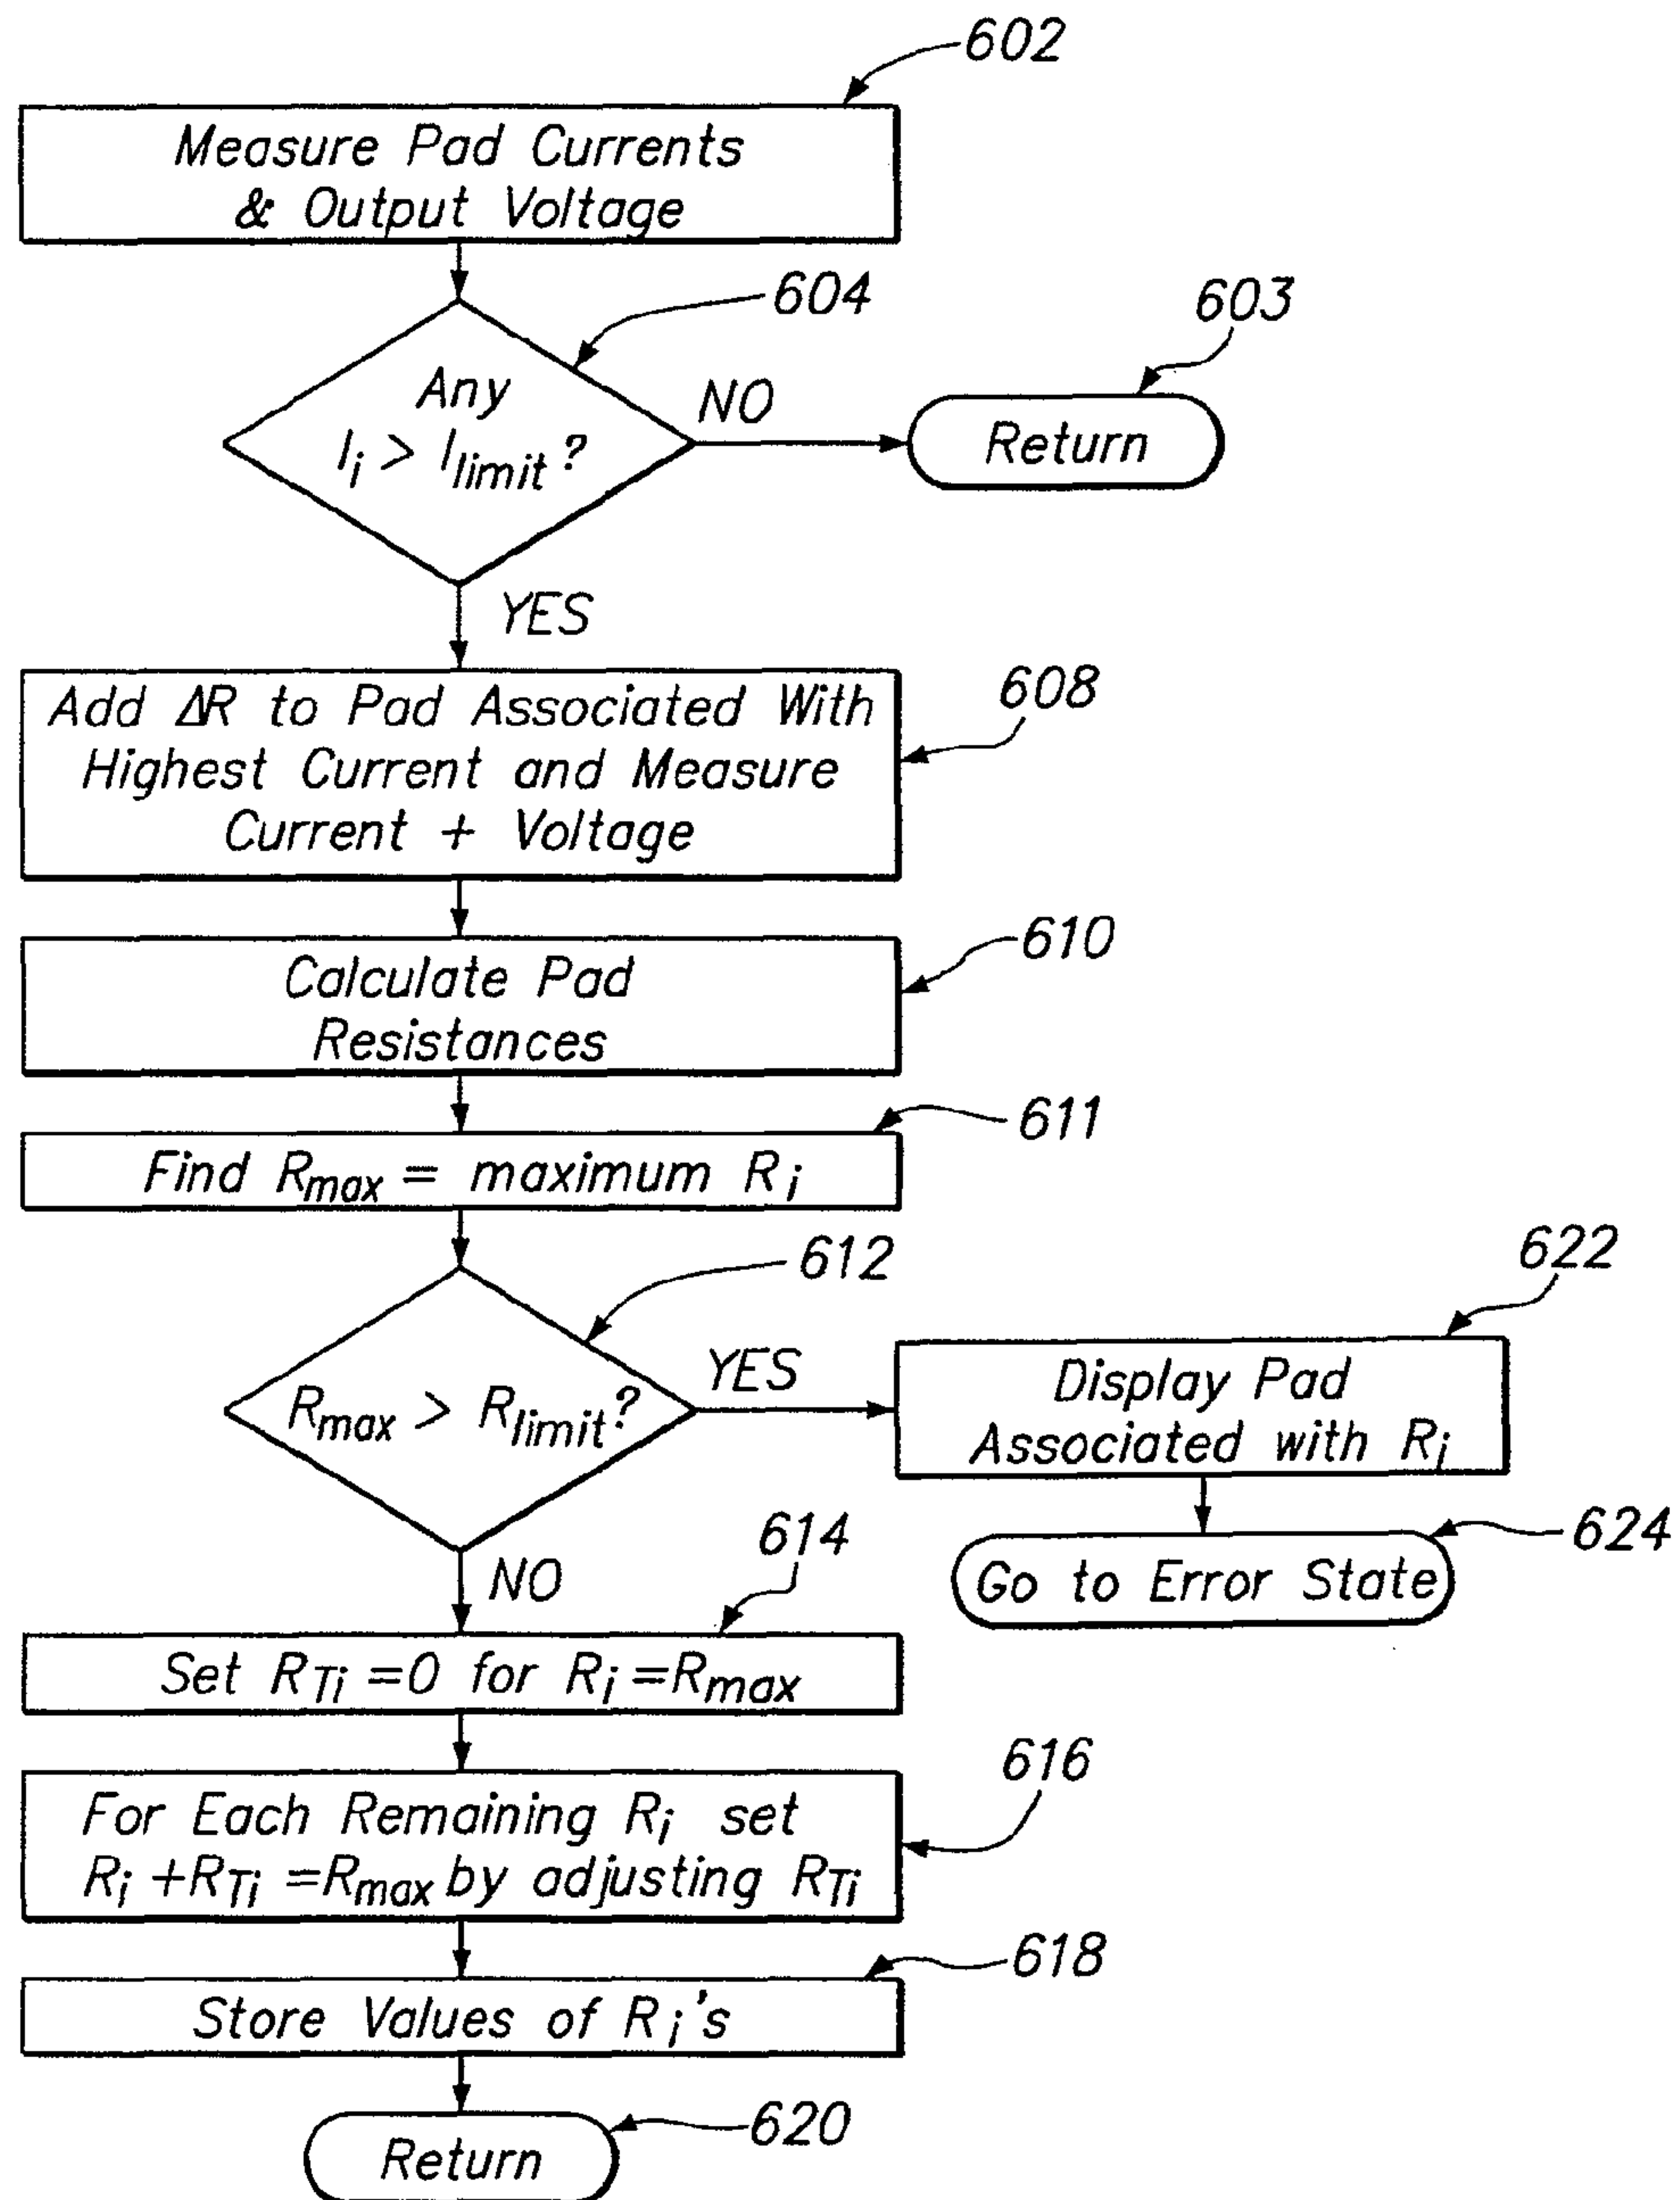 602
Measure Pad Currents
& Output Voltage
604
603
Any
I_i > I_limit?
NO
Return
YES
608
Add ΔR to Pad Associated With
Highest Current and Measure
Current + Voltage
610
Calculate Pad
Resistances
611
Find R_max = maximum R_i
612
622
R_max > R_limit?
YES
Display Pad
Associated with R_i
614
624
NO
Go to Error State
Set R_Ti =0 for R_i=R_max
616
For Each Remaining R_i set
R_i +R_Ti =R_max by adjusting R_Ti
618
Store Values of R_i's
620
Return